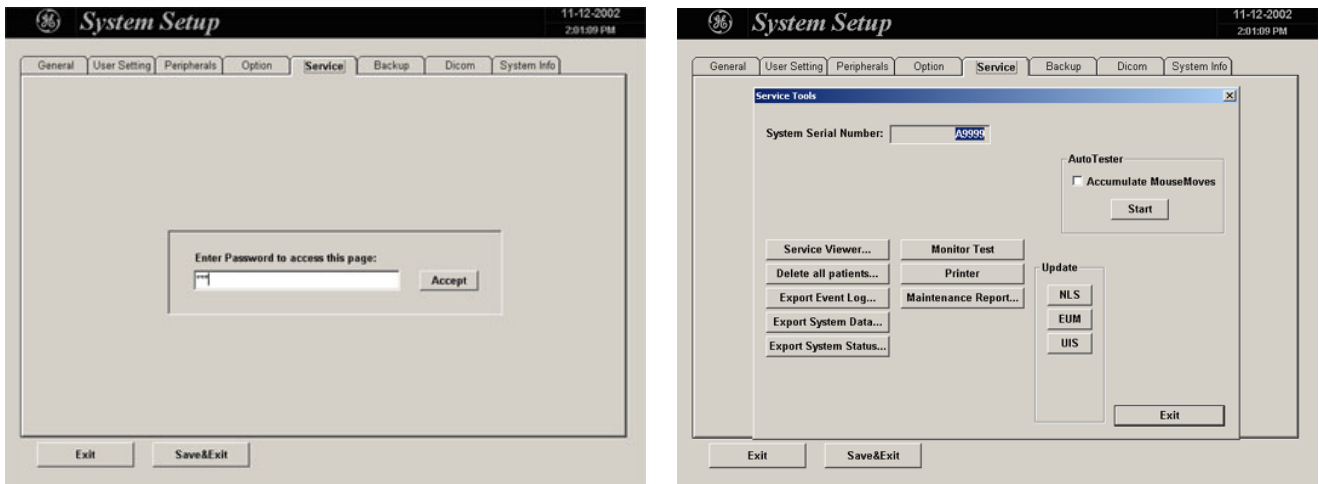 System Setup
11-12-2002
2:01:09 PM
General User Setting Peripherals Option Service Backup Dicom System Info
Enter Password to access this page:
***
Accept
Exit Save&Exit
System Setup
11-12-2002
2:01:09 PM
General User Setting Peripherals Option Service Backup Dicom System Info
Service Tools
System Serial Number: A9999
AutoTester
Accumulate MouseMoves
Start
Service Viewer... Monitor Test
Delete all patients... Printer
Export Event Log... Maintenance Report...
Export System Data...
Export System Status...
Update
NLS
EUM
UIS
Exit
Exit Save&Exit